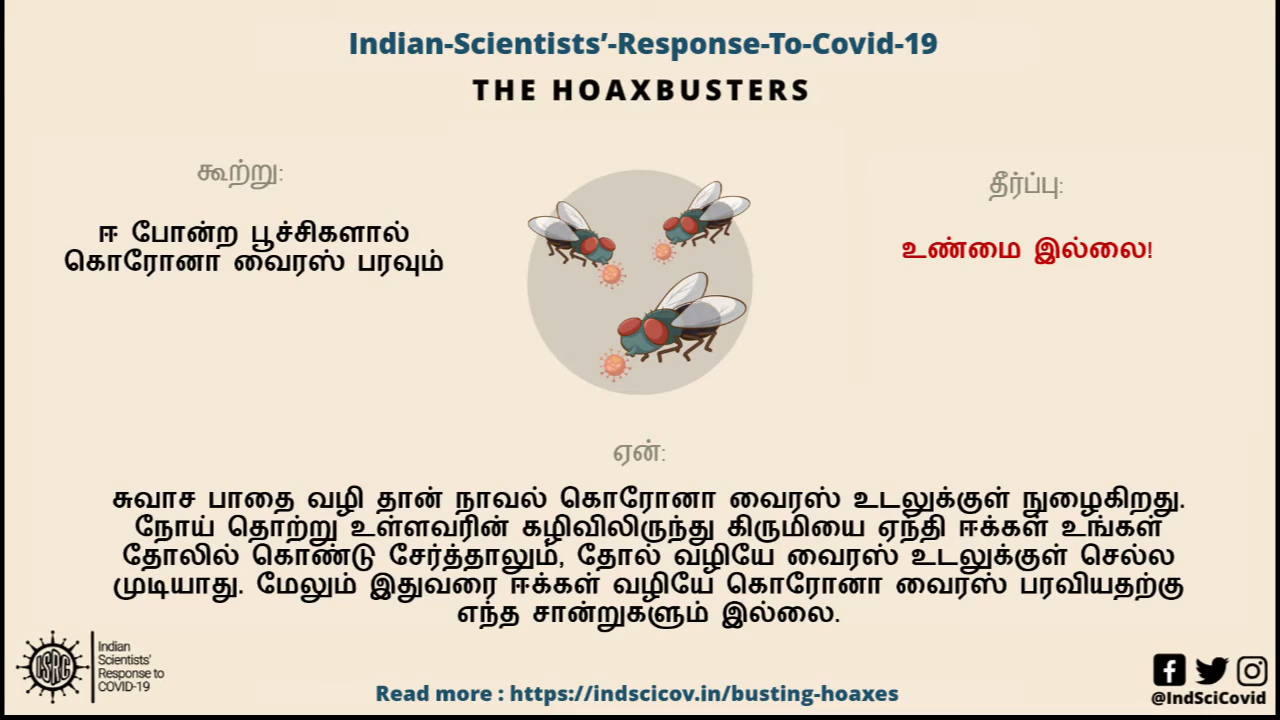 Indian-Scientists’-Response-To-Covid-19
THE HOAXBUSTERS
கூற்று:
ஈ போன்ற பூச்சிகளால்
கொரோனா வைரஸ் பரவும்
தீர்ப்பு:
உண்மை இல்லை!
ஏன்:
சுவாச பாதை வழி தான் நாவல் கொரோனா வைரஸ் உடலுக்குள் நுழைகிறது.
நோய் தொற்று உள்ளவரின் கழிவிலிருந்து கிருமியை ஏந்தி ஈக்கள் உங்கள்
தோலில் கொண்டு சேர்த்தாலும், தோல் வழியே வைரஸ் உடலுக்குள் செல்ல
முடியாது. மேலும் இதுவரை ஈக்கள் வழியே கொரோனா வைரஸ் பரவியதற்கு
எந்த சான்றுகளும் இல்லை.
ISRC
Indian
Scientists'
Response to
COVID-19
Read more : https://indscicov.in/busting-hoaxes
@IndSciCovid